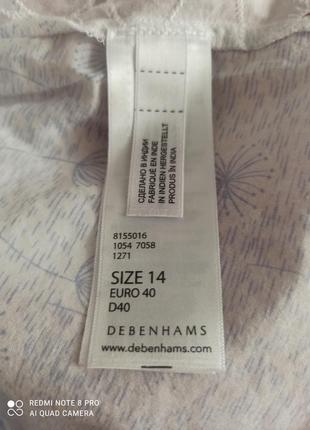 СДЕЛАНО В ИНДИИ
FABRIQUÉ EN INDE
IN INDIEN HERGESTELLT
PRODUS ÎN INDIA
8155016
1054 7058
1271
SIZE 14
EURO 40
D40
DEBENHAMS
www.debenhams.com
REDMI NOTE 8 PRO
AI QUAD CAMERA